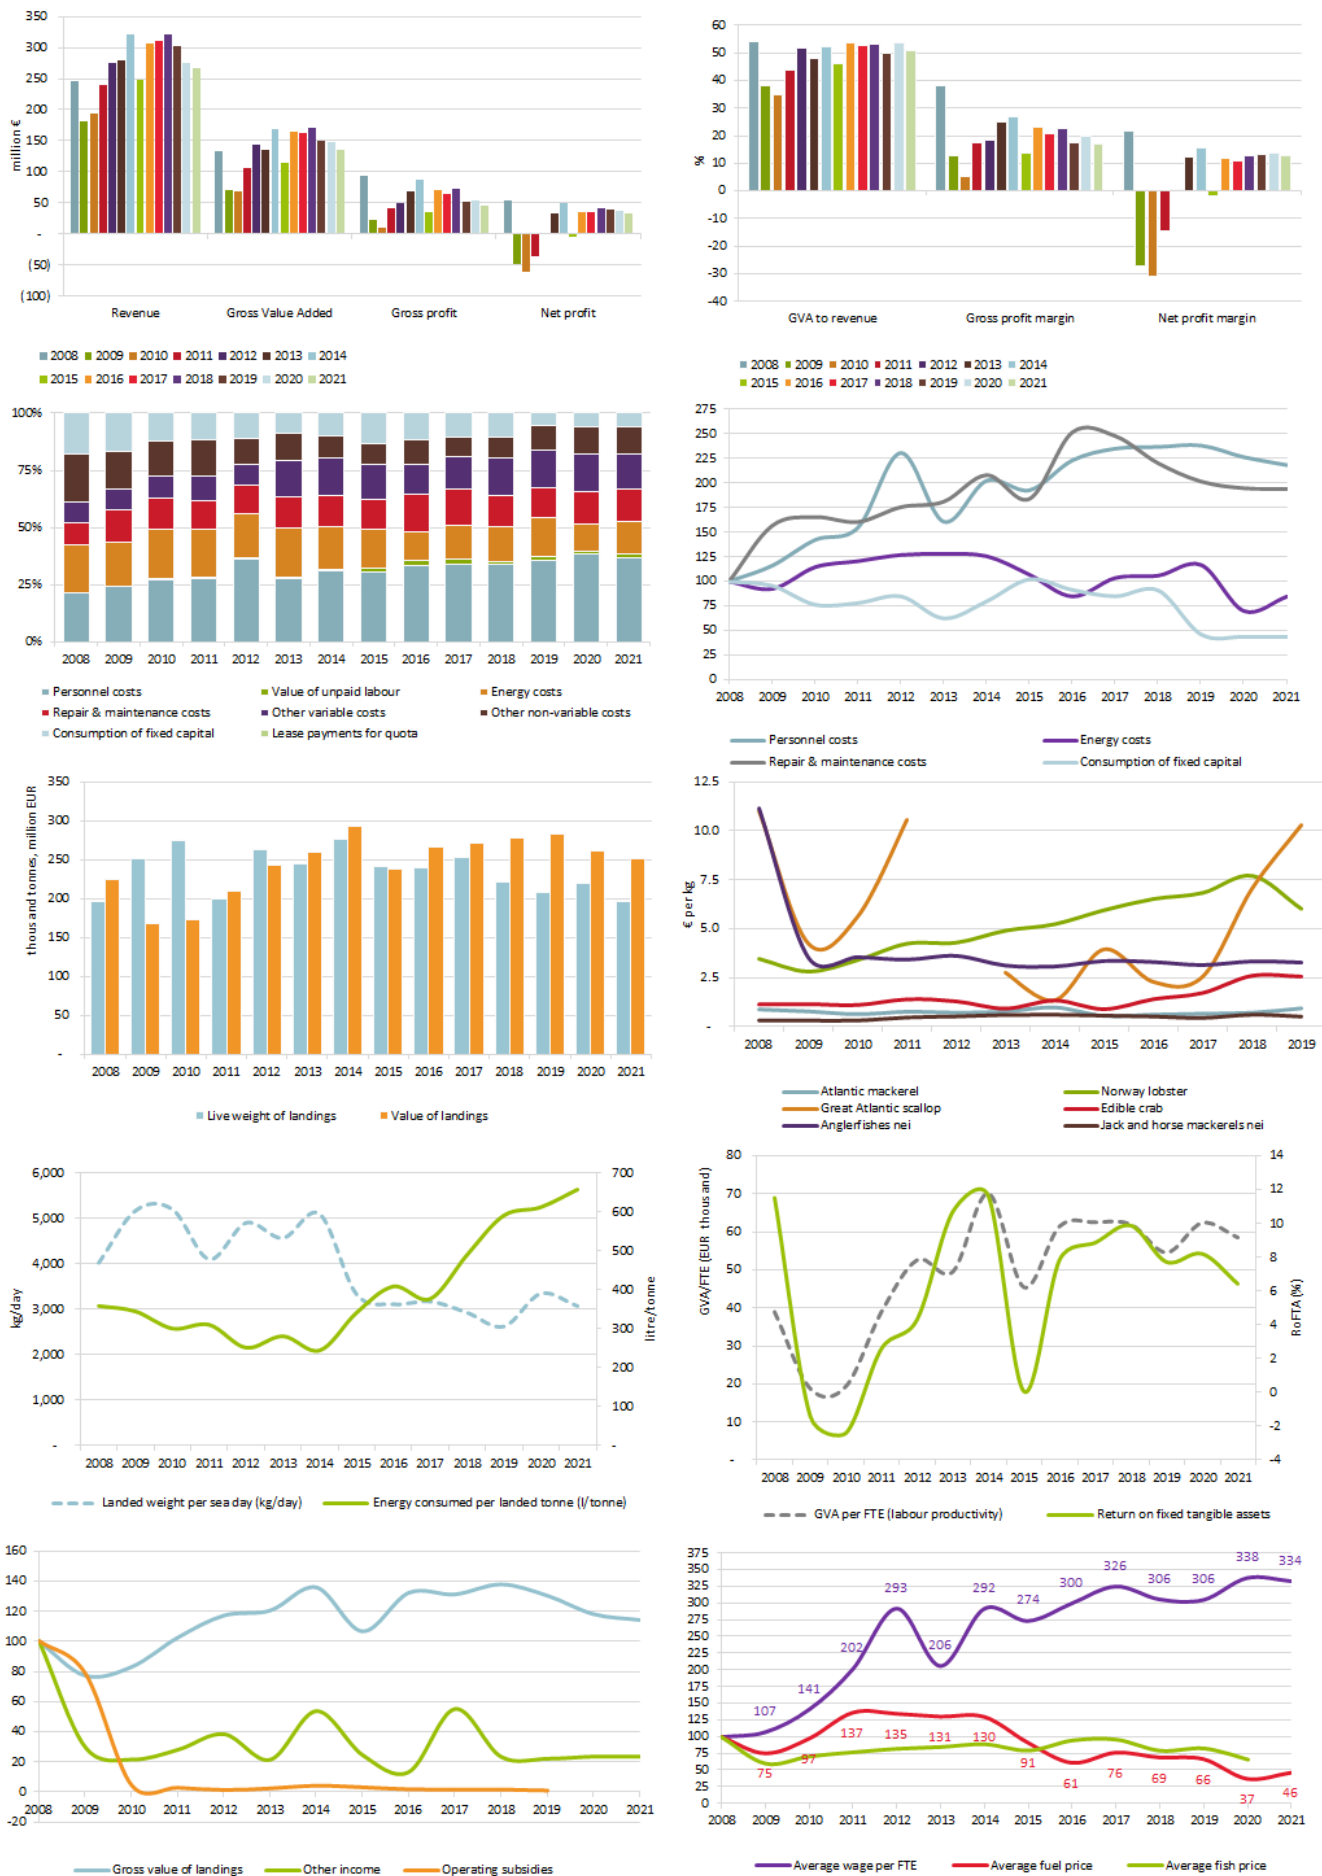 350
300
250
200
150
100
50
-
(50)
(100)
million €
Revenue
Gross Value Added
Gross profit
Net profit
2008 2009 2010 2011 2012 2013 2014
2015 2016 2017 2018 2019 2020 2021
60
50
40
30
20
10
0
-10
-20
-30
-40
%
GVA to revenue
Gross profit margin
Net profit margin
2008 2009 2010 2011 2012 2013 2014
2015 2016 2017 2018 2019 2020 2021
100%
75%
50%
25%
0%
2008 2009 2010 2011 2012 2013 2014 2015 2016 2017 2018 2019 2020 2021
Personnel costs
Value of unpaid labour
Energy costs
Repair & maintenance costs
Other variable costs
Other non-variable costs
Consumption of fixed capital
Lease payments for quota
275
250
225
200
175
150
125
100
75
50
25
0
2008 2009 2010 2011 2012 2013 2014 2015 2016 2017 2018 2019 2020 2021
Personnel costs
Energy costs
Repair & maintenance costs
Consumption of fixed capital
350
300
250
200
150
100
50
-
thousand tonnes, million EUR
2008 2009 2010 2011 2012 2013 2014 2015 2016 2017 2018 2019 2020 2021
Live weight of landings
Value of landings
12.5
10.0
7.5
5.0
2.5
-
€ per kg
2008 2009 2010 2011 2012 2013 2014 2015 2016 2017 2018 2019
Atlantic mackerel
Norway lobster
Great Atlantic scallop
Edible crab
Anglerfishes nei
Jack and horse mackerels nei
6,000
5,000
4,000
3,000
2,000
1,000
-
kg/day
700
600
500
400
300
200
100
-
litre/tonne
2008 2009 2010 2011 2012 2013 2014 2015 2016 2017 2018 2019 2020 2021
Landed weight per sea day (kg/day)
Energy consumed per landed tonne (l/tonne)
80
70
60
50
40
30
20
10
-
GVA/FTE (EUR thousand)
14
12
10
8
6
4
2
0
-2
-4
RoFTA (%)
2008 2009 2010 2011 2012 2013 2014 2015 2016 2017 2018 2019 2020 2021
GVA per FTE (labour productivity)
Return on fixed tangible assets
160
140
120
100
80
60
40
20
0
-20
2008 2009 2010 2011 2012 2013 2014 2015 2016 2017 2018 2019 2020 2021
Gross value of landings
Other income
Operating subsidies
375
350
325
300
275
250
225
200
175
150
125
100
75
50
25
0
107 141 202 293 206 292 274 300 326 306 306 338 334
75 97 137 135 131 130 91 61 76 69 66 37 46
2008 2009 2010 2011 2012 2013 2014 2015 2016 2017 2018 2019 2020 2021
Average wage per FTE
Average fuel price
Average fish price